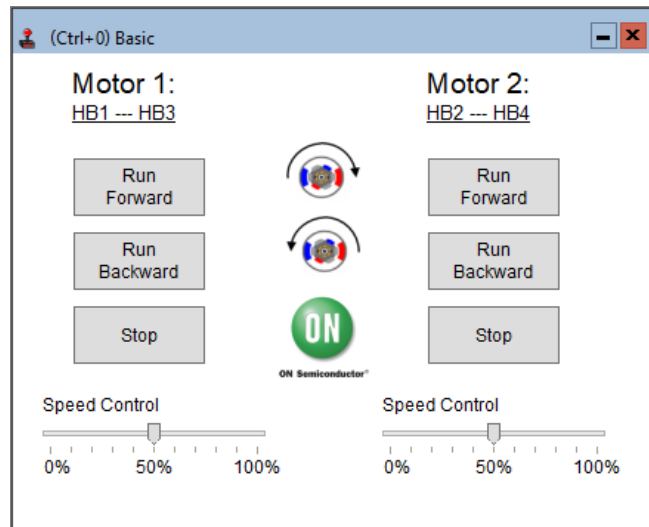 (Ctrl+0) Basic
Motor 1:
HB1 --- HB3
Motor 2:
HB2 --- HB4
Run
Forward
Run
Forward
Run
Backward
Run
Backward
Stop
ON
Stop
ON Semiconductor®
Speed Control
Speed Control
0% 50% 100%
0% 50% 100%